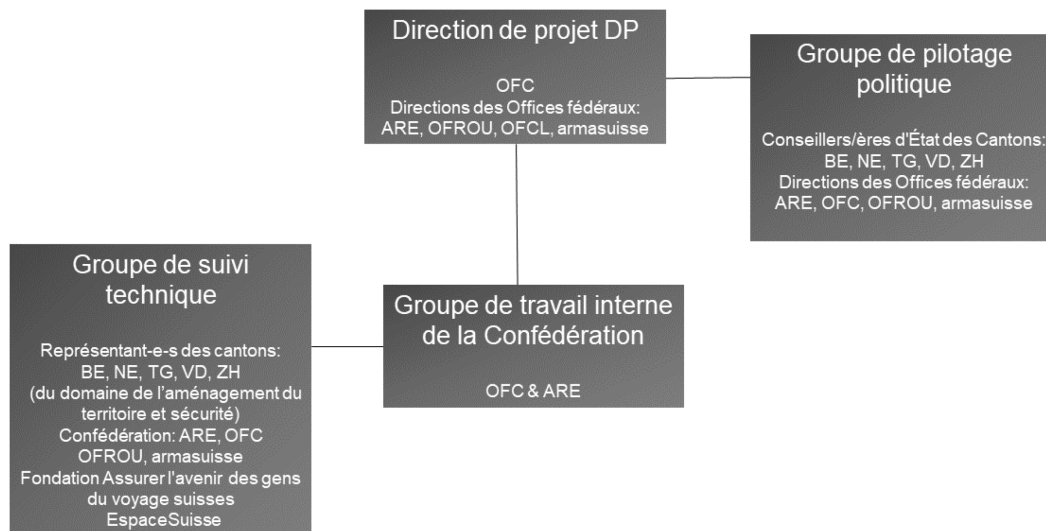 Direction de projet DP
OFC
Directions des Offices fédéraux:
ARE, OFROU, OFCL, armasuisse
Groupe de pilotage
politique
Conseillers/ères d'État des Cantons:
BE, NE, TG, VD, ZH
Directions des Offices fédéraux:
ARE, OFC, OFROU, armasuisse
Groupe de suivi
technique
Représentant-e-s des cantons:
BE, NE, TG, VD, ZH
(du domaine de l'aménagement du
territoire et sécurité)
Confédération: ARE, OFC
OFROU, armasuisse
Fondation Assurer l'avenir des gens
du voyage suisses
EspaceSuisse
Groupe de travail interne
de la Confédération
OFC & ARE